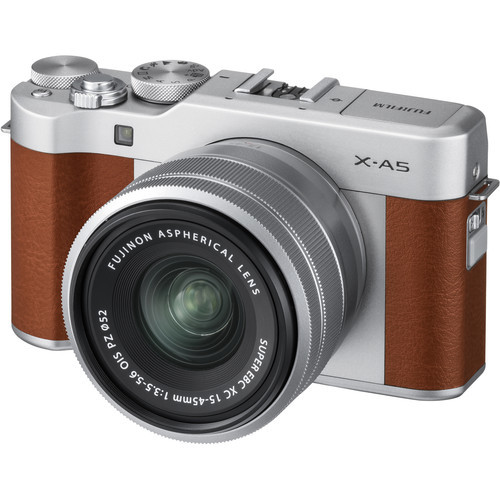 FUJIFILM
X-A5
FUJINON ASPHERICAL LENS
SUPER EBC XC 15-45mm 1:3.5-5.6 OIS PZ ø52